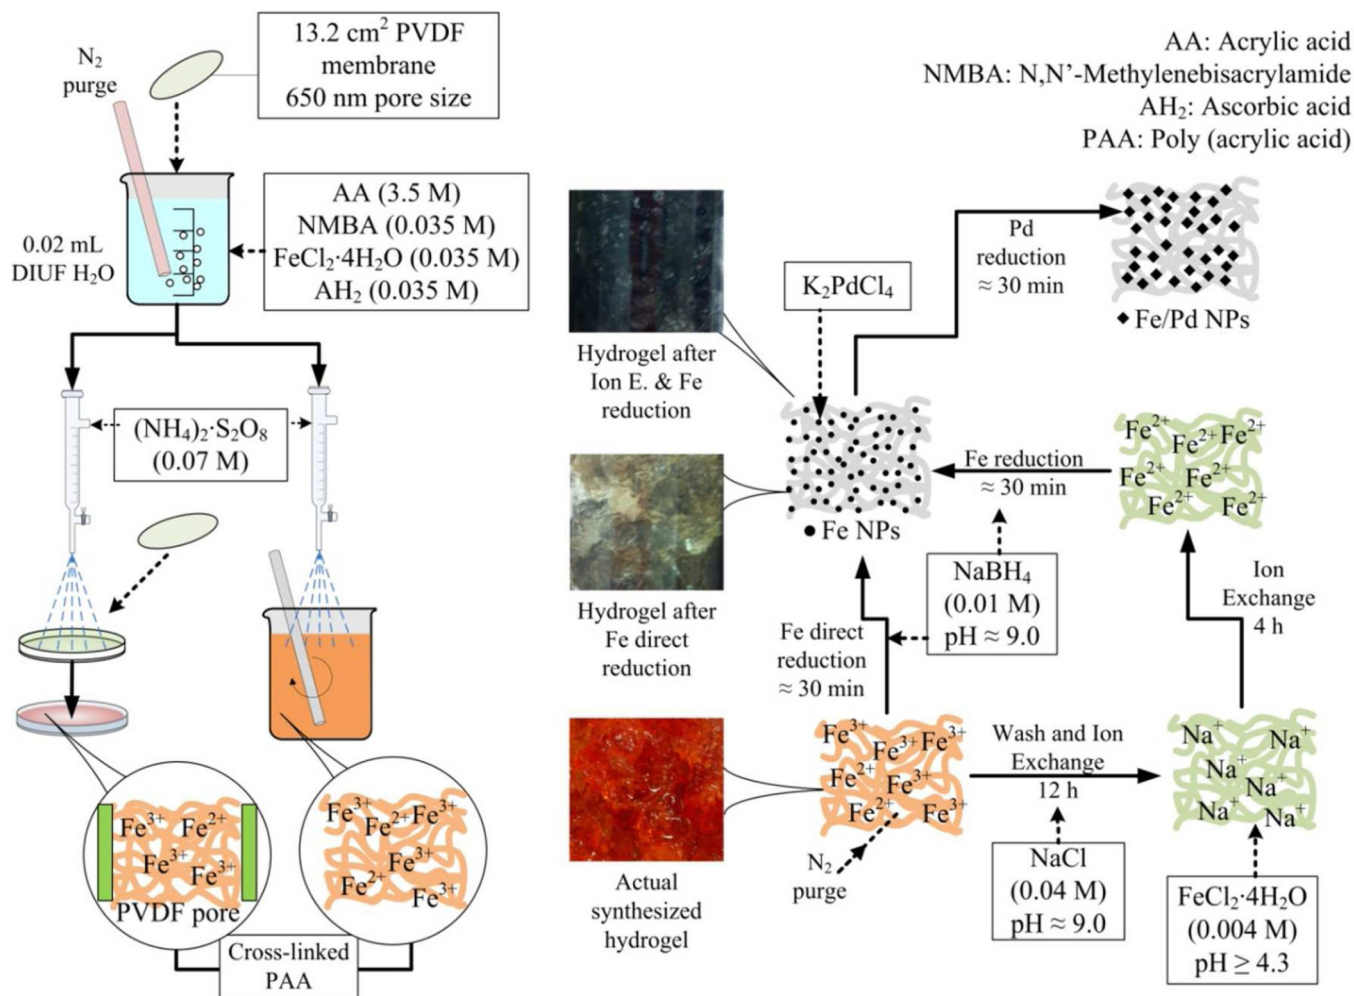 N₂
purge
13.2 cm² PVDF
membrane
650 nm pore size
AA: Acrylic acid
NMBA: N,N’-Methylenebisacrylamide
AH₂: Ascorbic acid
PAA: Poly (acrylic acid)
0.02 mL
DIUF H₂O
AA (3.5 M)
NMBA (0.035 M)
FeCl₂·4H₂O (0.035 M)
AH₂ (0.035 M)
(NH₄)₂·S₂O₈
(0.07 M)
Fe³⁺ Fe²⁺
Fe³⁺
Fe³⁺
PVDF pore
Fe³⁺
Fe²⁺ Fe³⁺
Fe³⁺
Fe²⁺
Fe³⁺
Cross-linked
PAA
Hydrogel after
Ion E. & Fe
reduction
Hydrogel after
Fe direct
reduction
Actual
synthesized
hydrogel
K₂PdCl₄
Pd
reduction
≈ 30 min
Fe/Pd NPs
Fe NPs
Fe reduction
≈ 30 min
Fe²⁺
Fe²⁺ Fe²⁺
Fe²⁺ Fe²⁺
Fe²⁺ Fe²⁺
NaBH₄
(0.01 M)
pH ≈ 9.0
Ion
Exchange
4 h
Fe direct
reduction
≈ 30 min
Fe³⁺
Fe³⁺ Fe³⁺
Fe²⁺ Fe³⁺
Fe²⁺ Fe³⁺
N₂
purge
Wash and Ion
Exchange
12 h
NaCl
(0.04 M)
pH ≈ 9.0
Na⁺ Na⁺
Na⁺
Na⁺
Na⁺ Na⁺
FeCl₂·4H₂O
(0.004 M)
pH ≥ 4.3